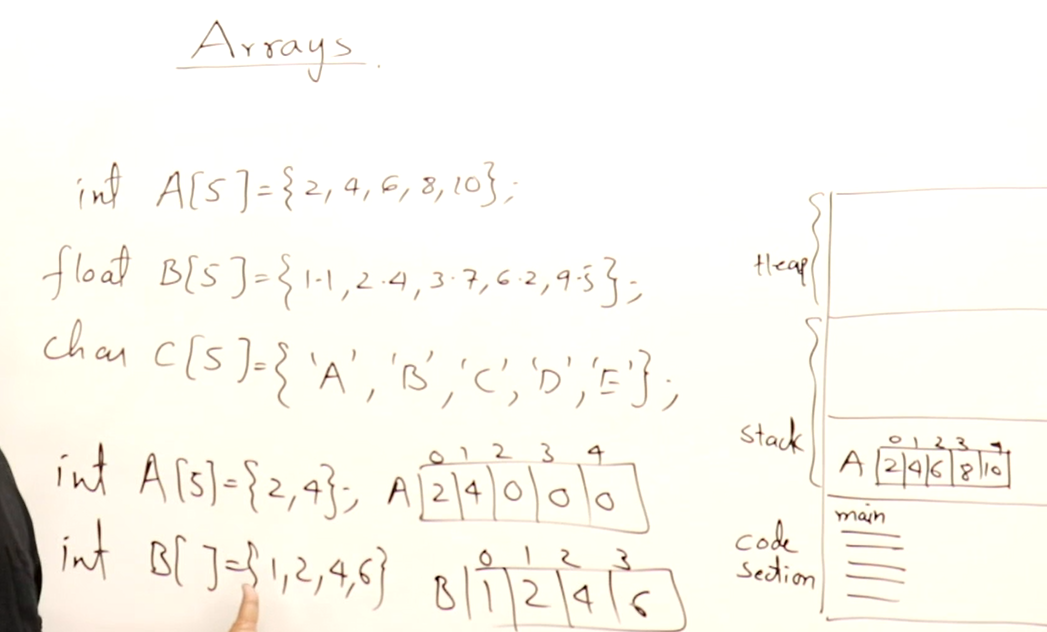 Arrays
int A[5]={2,4,6,8,10};
float B[5]={1.1,2.4,3.7,6.2,9.5};
char C[5]={'A','B','C','D','E'};
int A[5]={2,4};
0 1 2 3 4
A 2 4 0 0 0
int B[ ]={1,2,4,6}
0 1 2 3
B 1 2 4 6
Heap
Stack
0 1 2 3 4
A 2 4 6 8 10
code
section
main